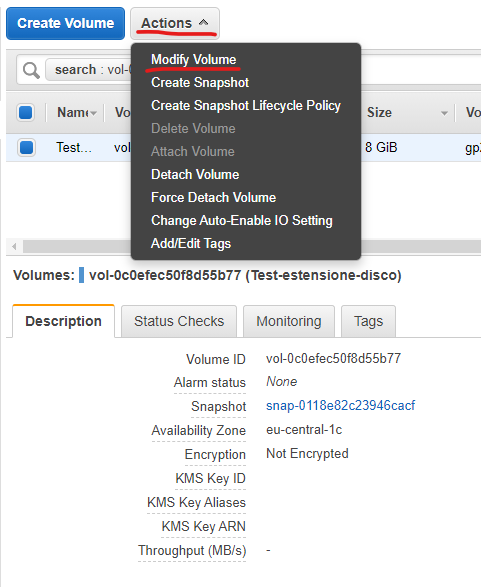 Create Volume Actions
Modify Volume
search : vol-0
Create Snapshot
Create Snapshot Lifecycle Policy
Name Size
Delete Volume
Test... 8 GiB
Attach Volume
Detach Volume
Force Detach Volume
Change Auto-Enable IO Setting
Add/Edit Tags
Volumes: vol-0c0efec50f8d55b77 (Test-estensione-disco)
Description Status Checks Monitoring Tags
Volume ID vol-0c0efec50f8d55b77
Alarm status None
Snapshot snap-0118e82c23946cacf
Availability Zone eu-central-1c
Encryption Not Encrypted
KMS Key ID
KMS Key Aliases
KMS Key ARN
Throughput (MB/s) -